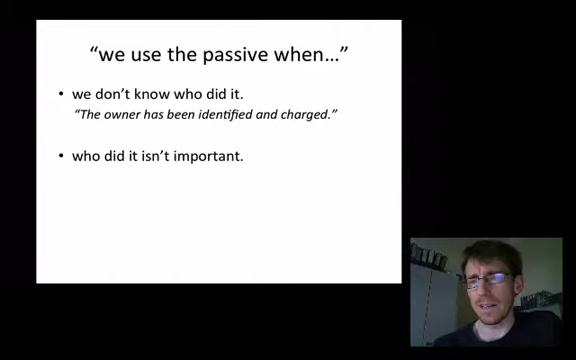 “we use the passive when…”
• we don’t know who did it.
“The owner has been identified and charged.”
• who did it isn’t important.